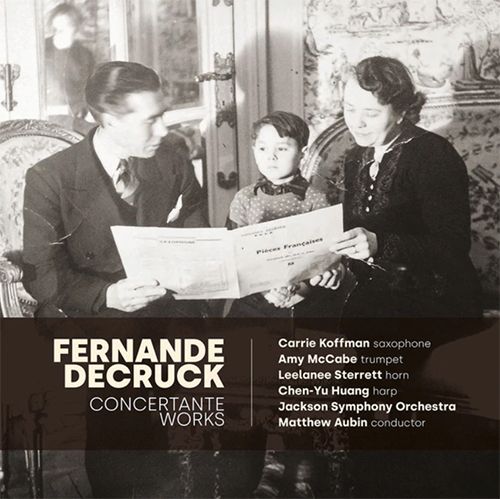 Pièces Françaises
FERNANDE
DECRUCK
CONCERTANTE
WORKS
Carrie Koffman saxophone
Amy McCabe trumpet
Leelanee Sterrett horn
Chen-Yu Huang harp
Jackson Symphony Orchestra
Matthew Aubin conductor